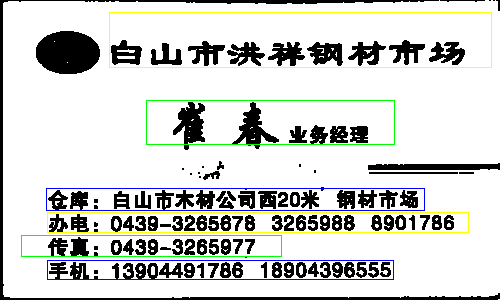 白山市洪祥钢材市场
崔春 业务经理
仓库：白山市木材公司西20米 钢材市场
办电：0439-3265678 3265988 8901786
传真：0439-3265977
手机：13904491786 18904396555